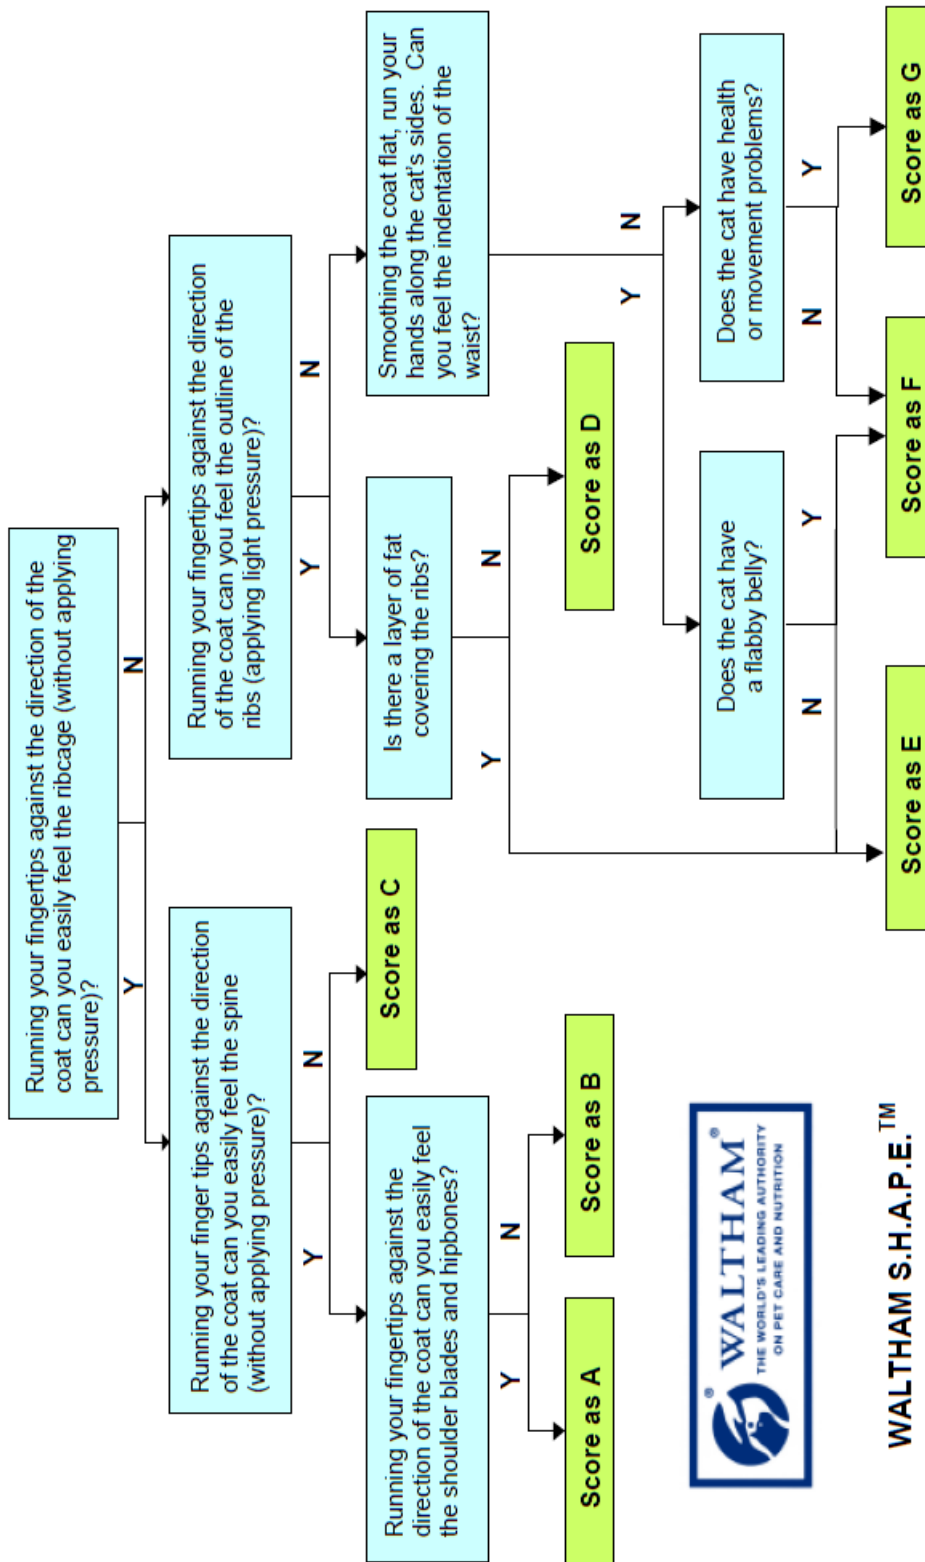 Running your fingertips against the direction of the
coat can you easily feel the ribcage (without applying
pressure)?
Y
N
Running your finger tips against the direction
of the coat can you easily feel the spine
(without applying pressure)?
Running your fingertips against the direction
of the coat can you feel the outline of the
ribs (applying light pressure)?
Y
N
Y
N
Running your fingertips against the
direction of the coat can you easily feel
the shoulder blades and hipbones?
Score as C
Is there a layer of fat
covering the ribs?
Smoothing the coat flat, run your
hands along the cat's sides. Can
you feel the indentation of the
waist?
Y
N
Y
N
Score as A
Score as B
Score as D
Y
N
Does the cat have
a flabby belly?
Does the cat have health
or movement problems?
N
Y
N
Y
Score as E
Score as F
Score as G
® WALTHAM®
THE WORLD'S LEADING AUTHORITY
ON PET CARE AND NUTRITION
WALTHAM S.H.A.P.E.™